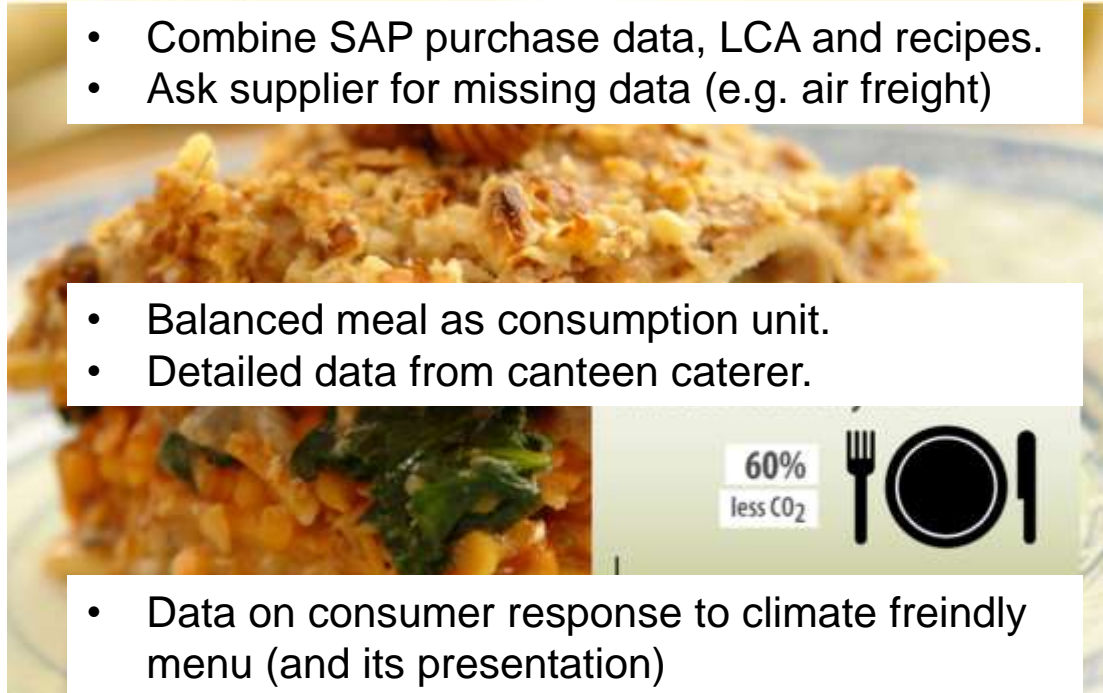 • Combine SAP purchase data, LCA and recipes.
• Ask supplier for missing data (e.g. air freight)
• Balanced meal as consumption unit.
• Detailed data from canteen caterer.
60%
less CO₂
• Data on consumer response to climate freindly
menu (and its presentation)